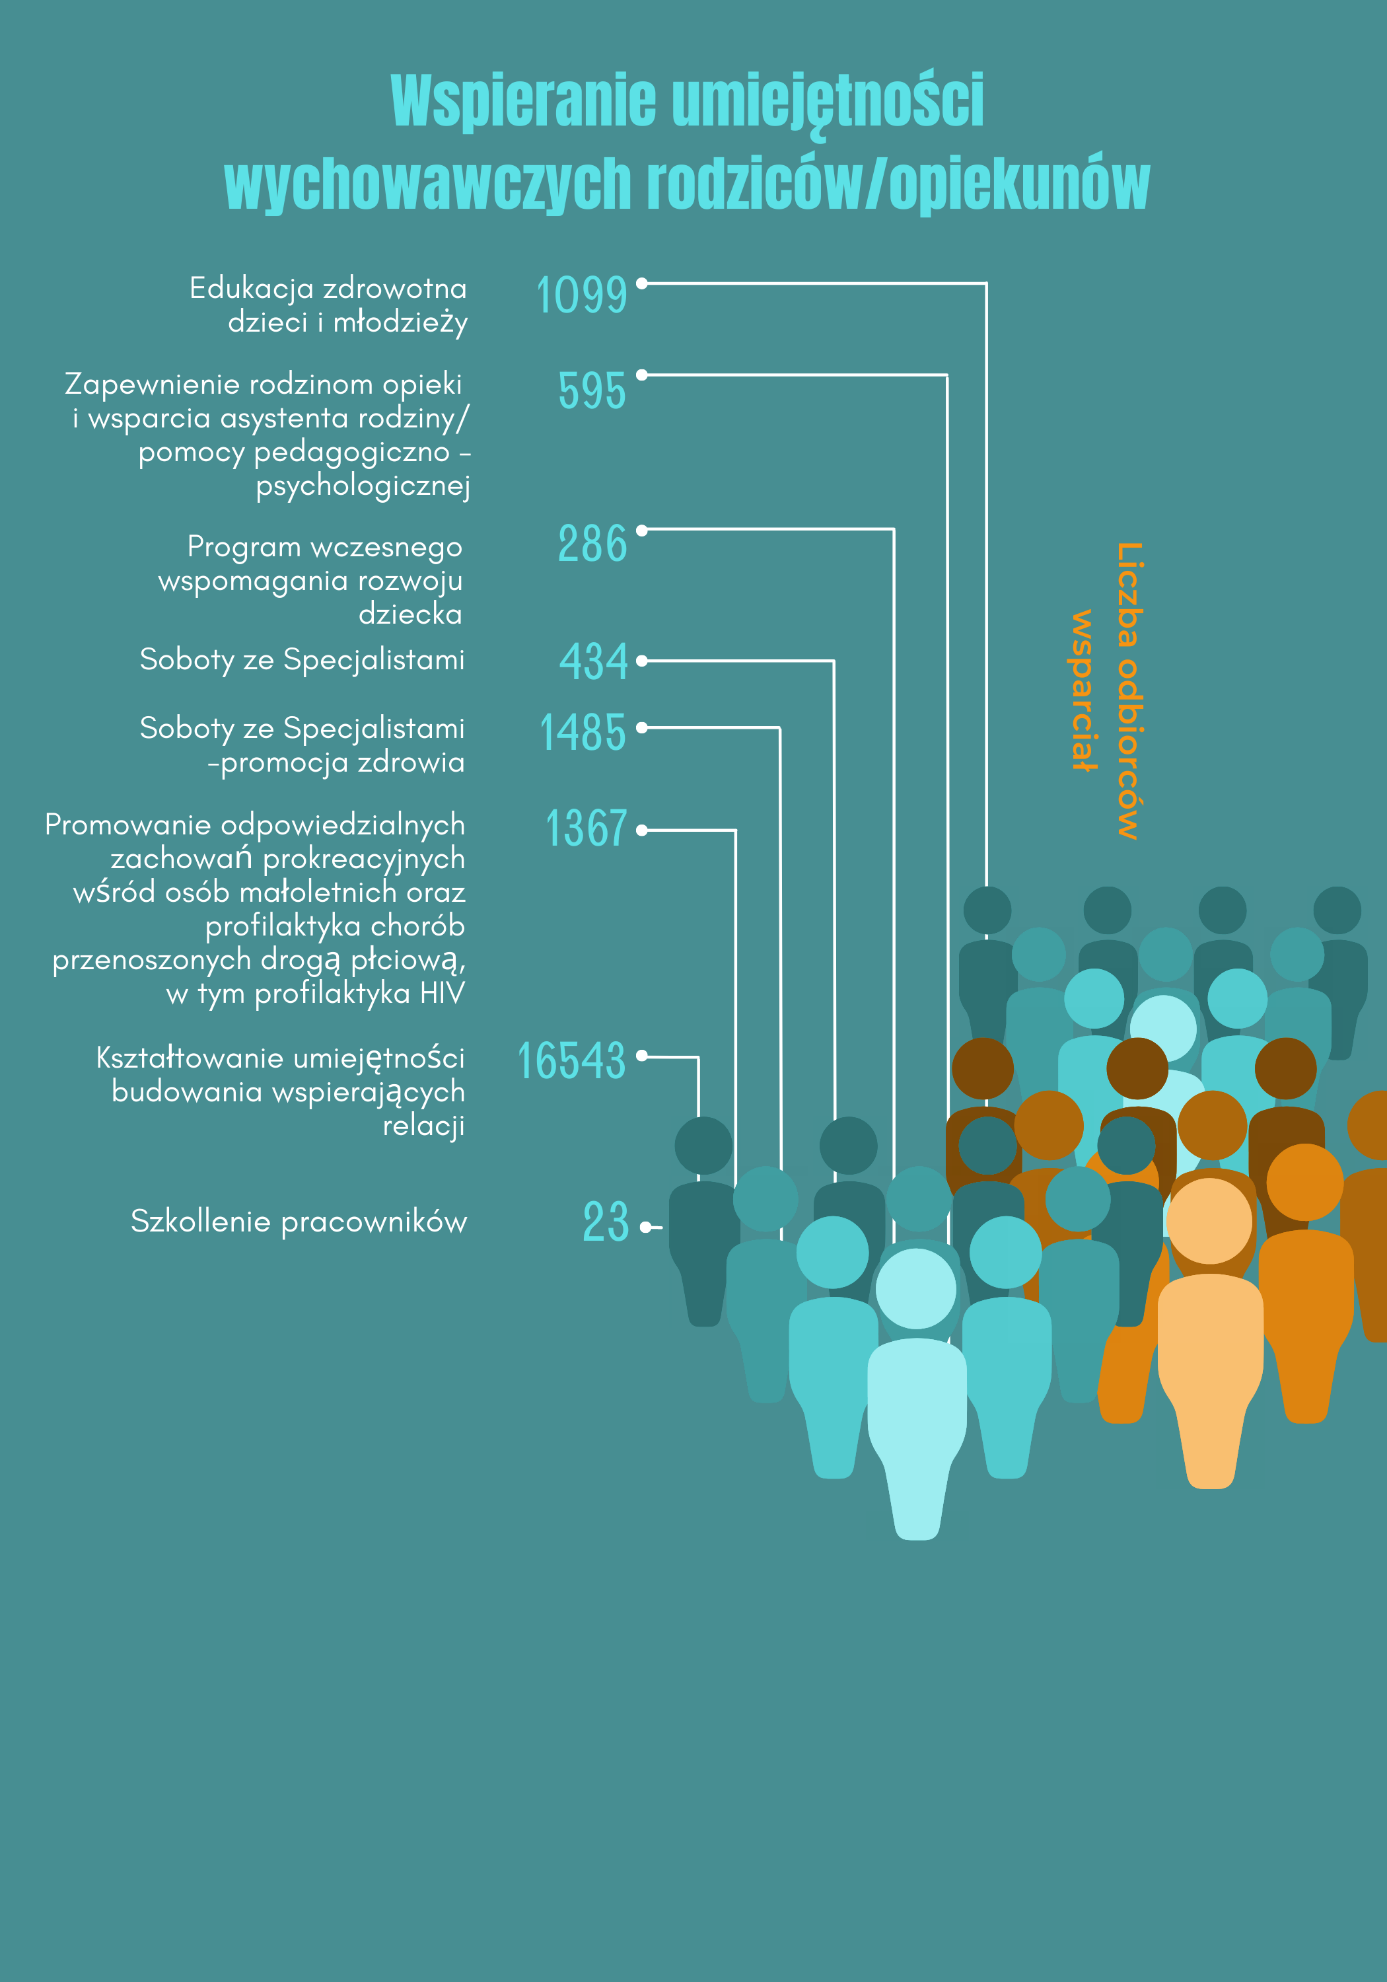 Wspieranie umiejętności
wychowawczych rodziców/opiekunów
Edukacja zdrowotna
dzieci i młodzieży
1099
Zapewnienie rodzinom opieki
i wsparcia asystenta rodziny/
pomocy pedagogiczno -
psychologicznej
595
Program wczesnego
wspomagania rozwoju
dziecka
286
Soboty ze Specjalistami
434
Soboty ze Specjalistami
-promocja zdrowia
1485
Promowanie odpowiedzialnych
zachowań prokreacyjnych
wśród osób małoletnich oraz
profilaktyka chorób
przenoszonych drogą płciową,
w tym profilaktyka HIV
1367
Kształtowanie umiejętności
budowania wspierających
relacji
16543
Szkollenie pracowników
23
Liczba odbiorców
wsparciał